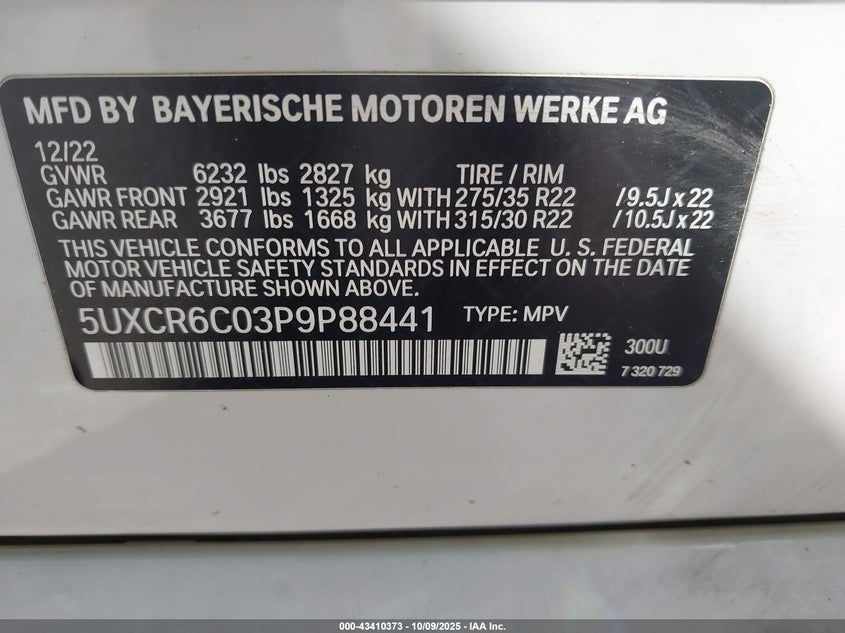 MFD BY BAYERISCHE MOTOREN WERKE AG
12/22
GVWR 6232 lbs 2827 kg TIRE / RIM
GAWR FRONT 2921 lbs 1325 kg WITH 275/35 R22 /9.5J x 22
GAWR REAR 3677 lbs 1668 kg WITH 315/30 R22 /10.5J x 22
THIS VEHICLE CONFORMS TO ALL APPLICABLE U. S. FEDERAL
MOTOR VEHICLE SAFETY STANDARDS IN EFFECT ON THE DATE
OF MANUFACTURE SHOWN ABOVE.
5UXCR6C03P9P88441 TYPE: MPV
300U
7 320 729
000-43410373 | 10/09/2025 - IAA Inc.